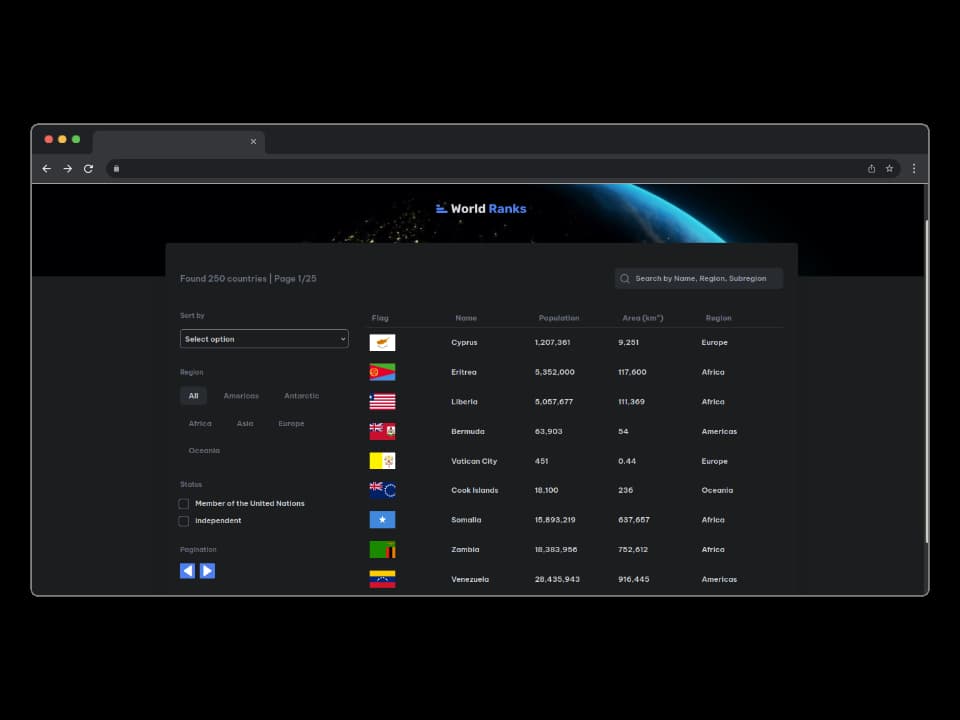 World Ranks
Found 250 countries | Page 1/25
Search by Name, Region, Subregion
Sort by
Select option
Region
All Americas Antarctic
Africa Asia Europe
Oceania
Status
Member of the United Nations
Independent
Pagination
Flag Name Population Area (km²) Region
Cyprus 1,207,361 9,251 Europe
Eritrea 5,352,000 117,600 Africa
Liberia 5,057,677 111,369 Africa
Bermuda 63,903 54 Americas
Vatican City 451 0.44 Europe
Cook Islands 18,100 236 Oceania
Somalia 15,893,219 637,657 Africa
Zambia 18,383,956 752,612 Africa
Venezuela 28,435,943 916,445 Americas